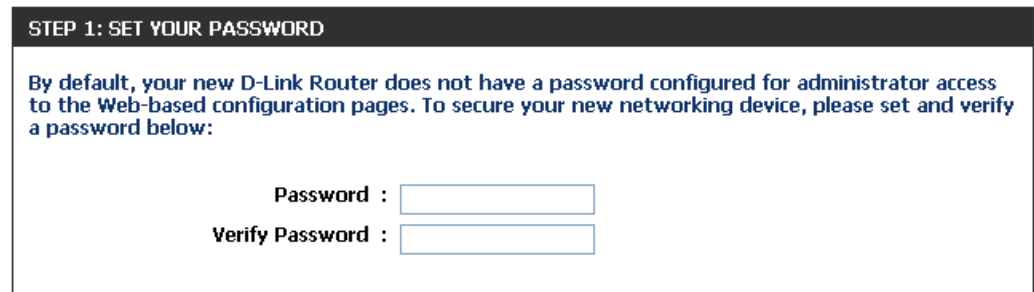 STEP 1: SET YOUR PASSWORD
By default, your new D-Link Router does not have a password configured for administrator access
to the Web-based configuration pages. To secure your new networking device, please set and verify
a password below:
Password :
Verify Password :